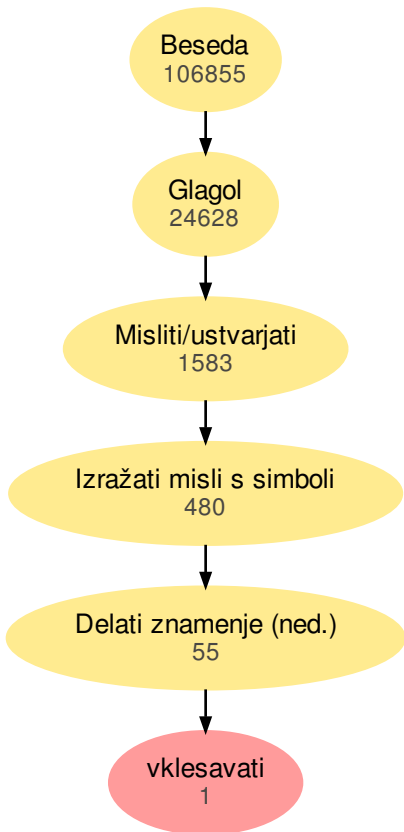 Beseda
106855
Glagol
24628
Misliti/ustvarjati
1583
Izražati misli s simboli
480
Delati znamenje (ned.)
55
vklesavati
1